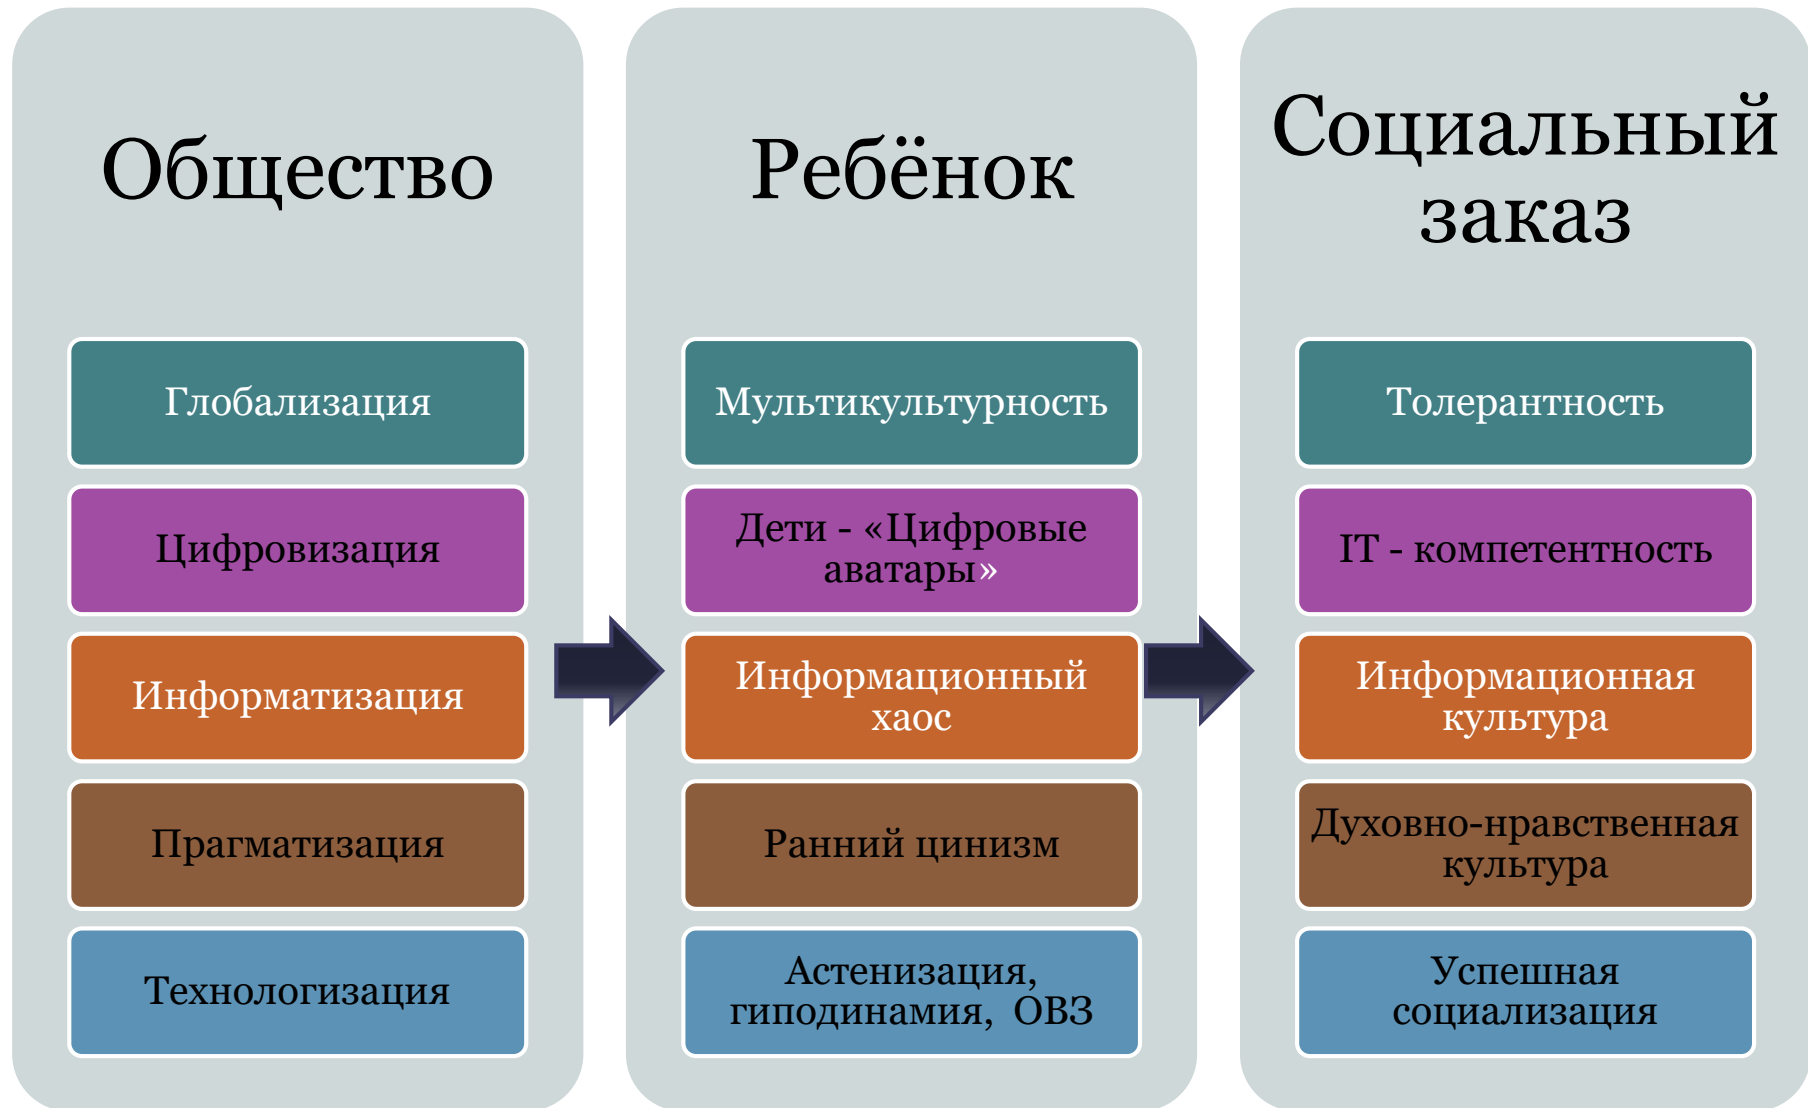 Общество
Глобализация
Цифровизация
Информатизация
Прагматизация
Технологизация
Ребёнок
Мультикультурность
Дети - «Цифровые
аватары»
Информационный
хаос
Ранний цинизм
Астенизация,
гиподинамия, ОВЗ
Социальный
заказ
Толерантность
IT - компетентность
Информационная
культура
Духовно-нравственная
культура
Успешная
социализация